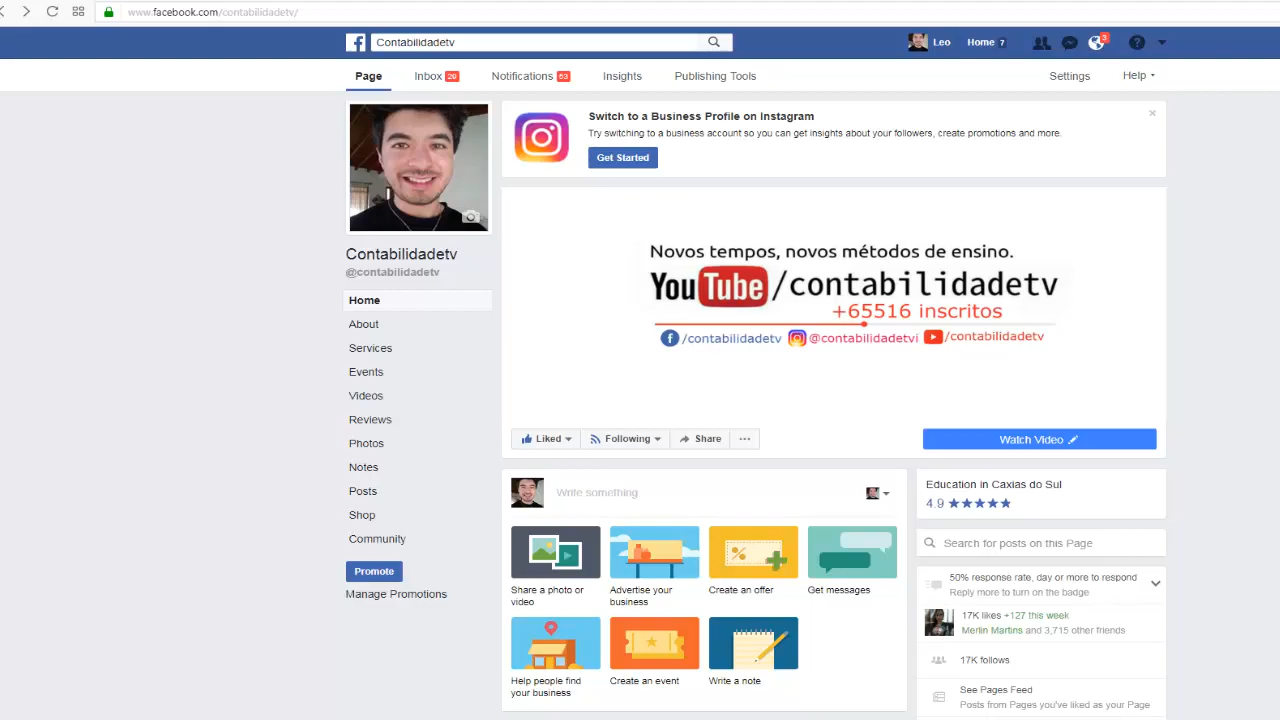 www.facebook.com/contabilidadetv/
Contabilidadetv
Leo
Home 7
3
Page
Inbox 29
Notifications 53
Insights
Publishing Tools
Settings
Help
Switch to a Business Profile on Instagram
Try switching to a business account so you can get insights about your followers, create promotions and more.
Get Started
Contabilidadetv
@contabilidadetv
Home
About
Services
Events
Videos
Reviews
Photos
Notes
Posts
Shop
Community
Promote
Manage Promotions
Novos tempos, novos métodos de ensino.
YouTube/contabilidadetv
+65516 inscritos
/contabilidadetv @contabilidadetvi /contabilidadetv
Liked Following Share ...
Watch Video
Write something
Share a photo or
video
Advertise your
business
Create an offer
Get messages
Help people find
your business
Create an event
Write a note
Education in Caxias do Sul
4.9 ★★★★★
Search for posts on this Page
50% response rate, day or more to respond
Reply more to turn on the badge
17K likes +127 this week
Merlin Martins and 3,715 other friends
17K follows
See Pages Feed
Posts from Pages you've liked as your Page